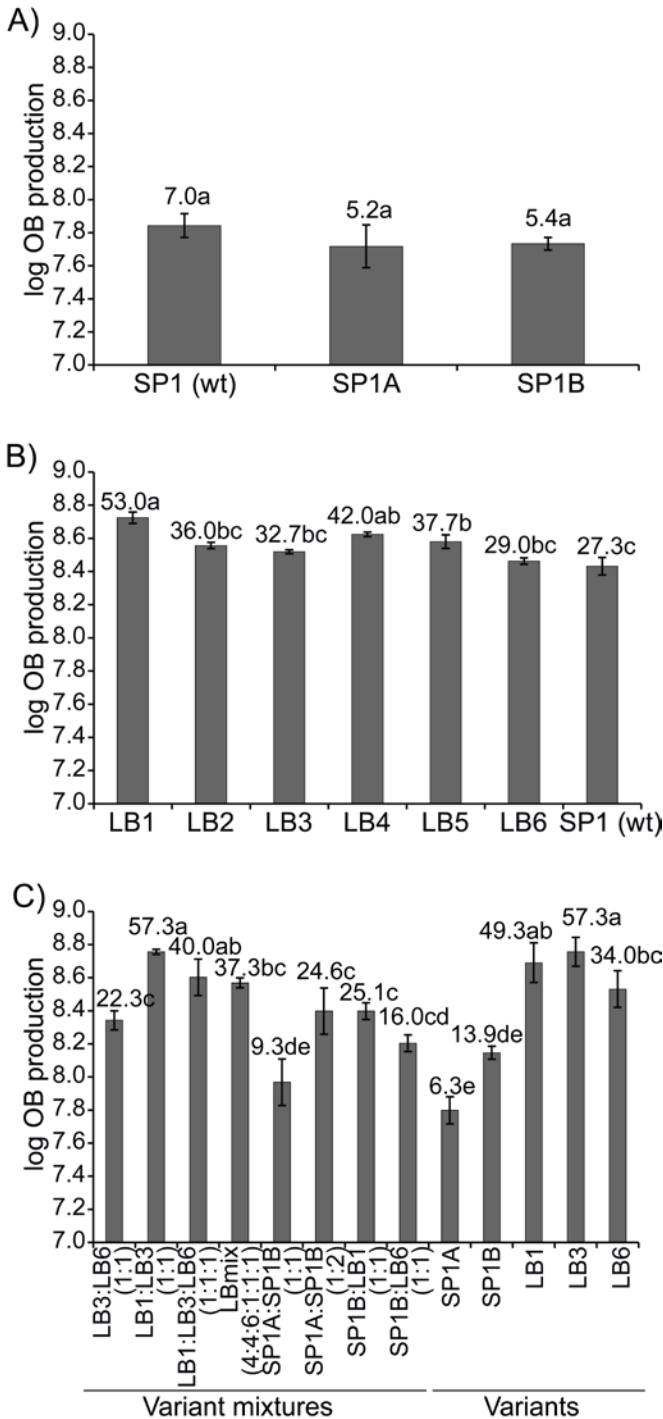 A)
log OB production
9.0
8.8
8.6
8.4
8.2
8.0
7.8
7.6
7.4
7.2
7.0
7.0a
5.2a
5.4a
SP1 (wt)
SP1A
SP1B
B)
log OB production
9.0
8.8
8.6
8.4
8.2
8.0
7.8
7.6
7.4
7.2
7.0
53.0a
36.0bc
32.7bc
42.0ab
37.7b
29.0bc
27.3c
LB1
LB2
LB3
LB4
LB5
LB6
SP1 (wt)
C)
log OB production
9.0
8.8
8.6
8.4
8.2
8.0
7.8
7.6
7.4
7.2
7.0
22.3c
57.3a
40.0ab
37.3bc
9.3de
24.6c
25.1c
16.0cd
6.3e
13.9de
49.3ab
57.3a
34.0bc
LB3:LB6
(1:1)
LB1:LB3
(1:1)
LB1:LB3:LB6
(1:1:1)
LBmix
(4:4:6:1:1:1)
SP1A:SP1B
(1:1)
SP1A:SP1B
(1:2)
SP1B:LB1
(1:1)
SP1B:LB6
(1:1)
SP1A
SP1B
LB1
LB3
LB6
Variant mixtures
Variants